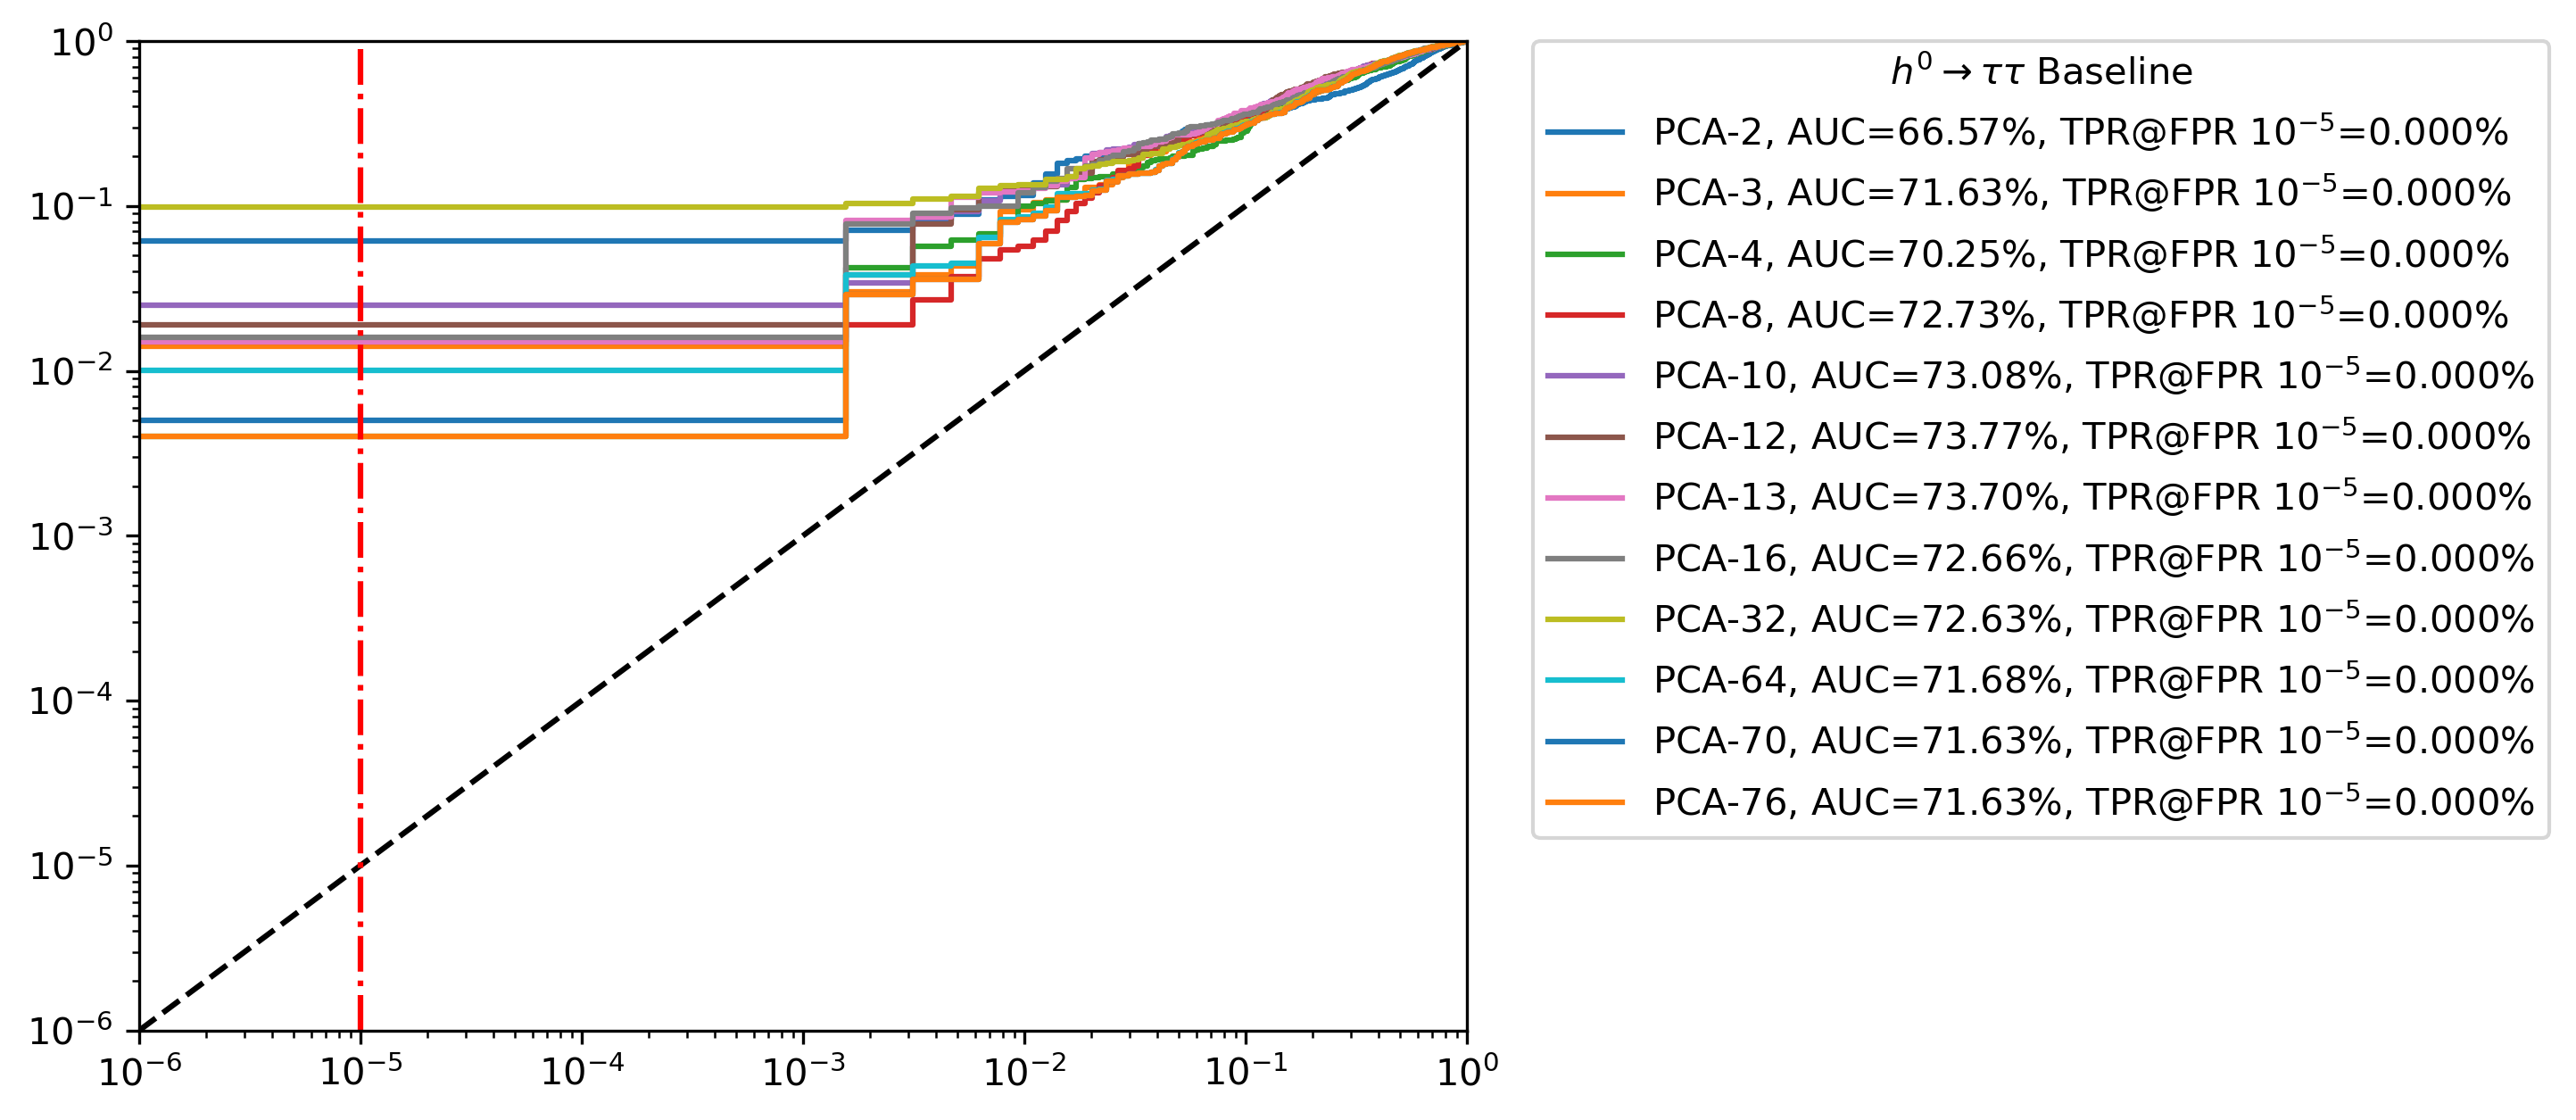 10⁰
10⁻¹
10⁻²
10⁻³
10⁻⁴
10⁻⁵
10⁻⁶
10⁻⁶ 10⁻⁵ 10⁻⁴ 10⁻³ 10⁻² 10⁻¹ 10⁰
h⁰ → ττ Baseline
PCA-2, AUC=66.57%, TPR@FPR 10⁻⁵=0.000%
PCA-3, AUC=71.63%, TPR@FPR 10⁻⁵=0.000%
PCA-4, AUC=70.25%, TPR@FPR 10⁻⁵=0.000%
PCA-8, AUC=72.73%, TPR@FPR 10⁻⁵=0.000%
PCA-10, AUC=73.08%, TPR@FPR 10⁻⁵=0.000%
PCA-12, AUC=73.77%, TPR@FPR 10⁻⁵=0.000%
PCA-13, AUC=73.70%, TPR@FPR 10⁻⁵=0.000%
PCA-16, AUC=72.66%, TPR@FPR 10⁻⁵=0.000%
PCA-32, AUC=72.63%, TPR@FPR 10⁻⁵=0.000%
PCA-64, AUC=71.68%, TPR@FPR 10⁻⁵=0.000%
PCA-70, AUC=71.63%, TPR@FPR 10⁻⁵=0.000%
PCA-76, AUC=71.63%, TPR@FPR 10⁻⁵=0.000%